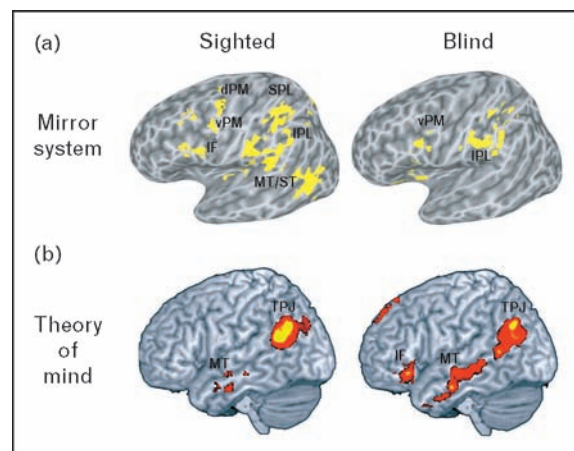 (a)
Sighted
Blind
Mirror
system
dPM
SPL
vPM
IPL
IF
MT/ST
vPM
IPL
(b)
Theory
of
mind
TPJ
MT
TPJ
IF
MT